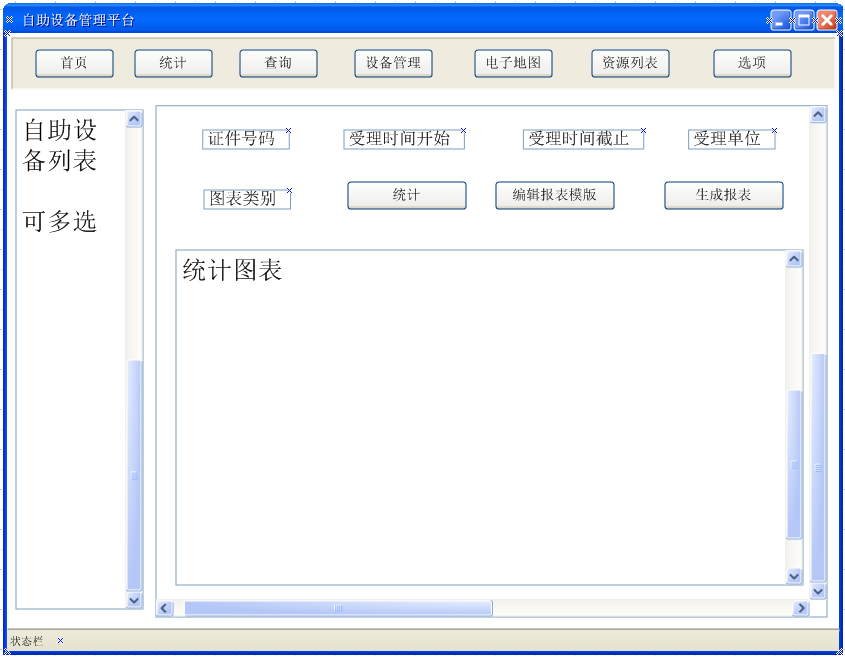 自助设备管理平台
首页 统计 查询 设备管理 电子地图 资源列表 选项
自助设
备列表
可多选
证件号码 受理时间开始 受理时间截止 受理单位
图表类别 统计 编辑报表模版 生成报表
统计图表
状态栏